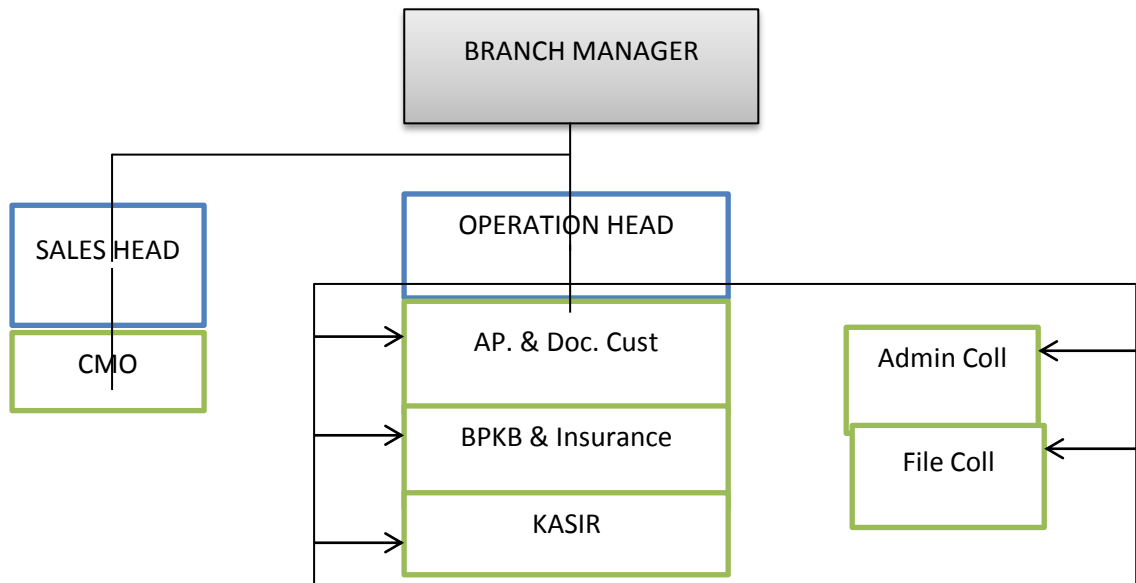 BRANCH MANAGER
SALES HEAD
OPERATION HEAD
CMO
AP. & Doc. Cust
Admin Coll
BPKB & Insurance
File Coll
KASIR